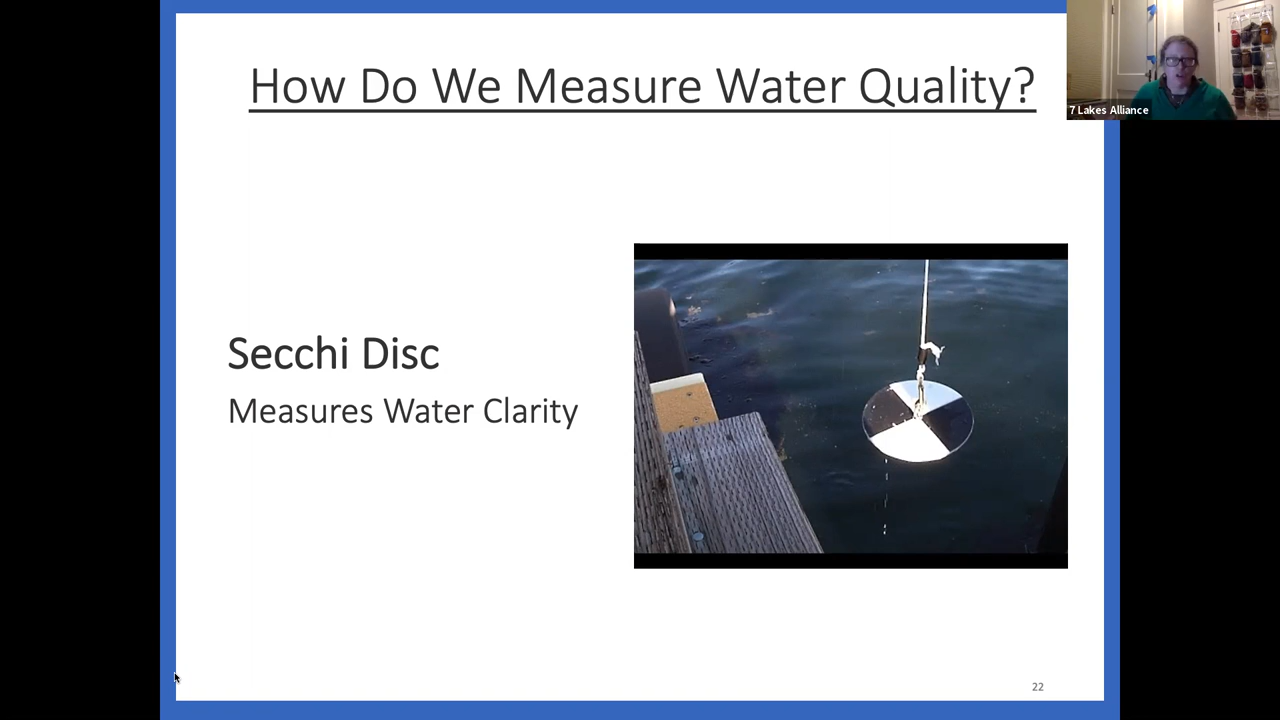 How Do We Measure Water Quality?
7 Lakes Alliance
Secchi Disc
Measures Water Clarity
22